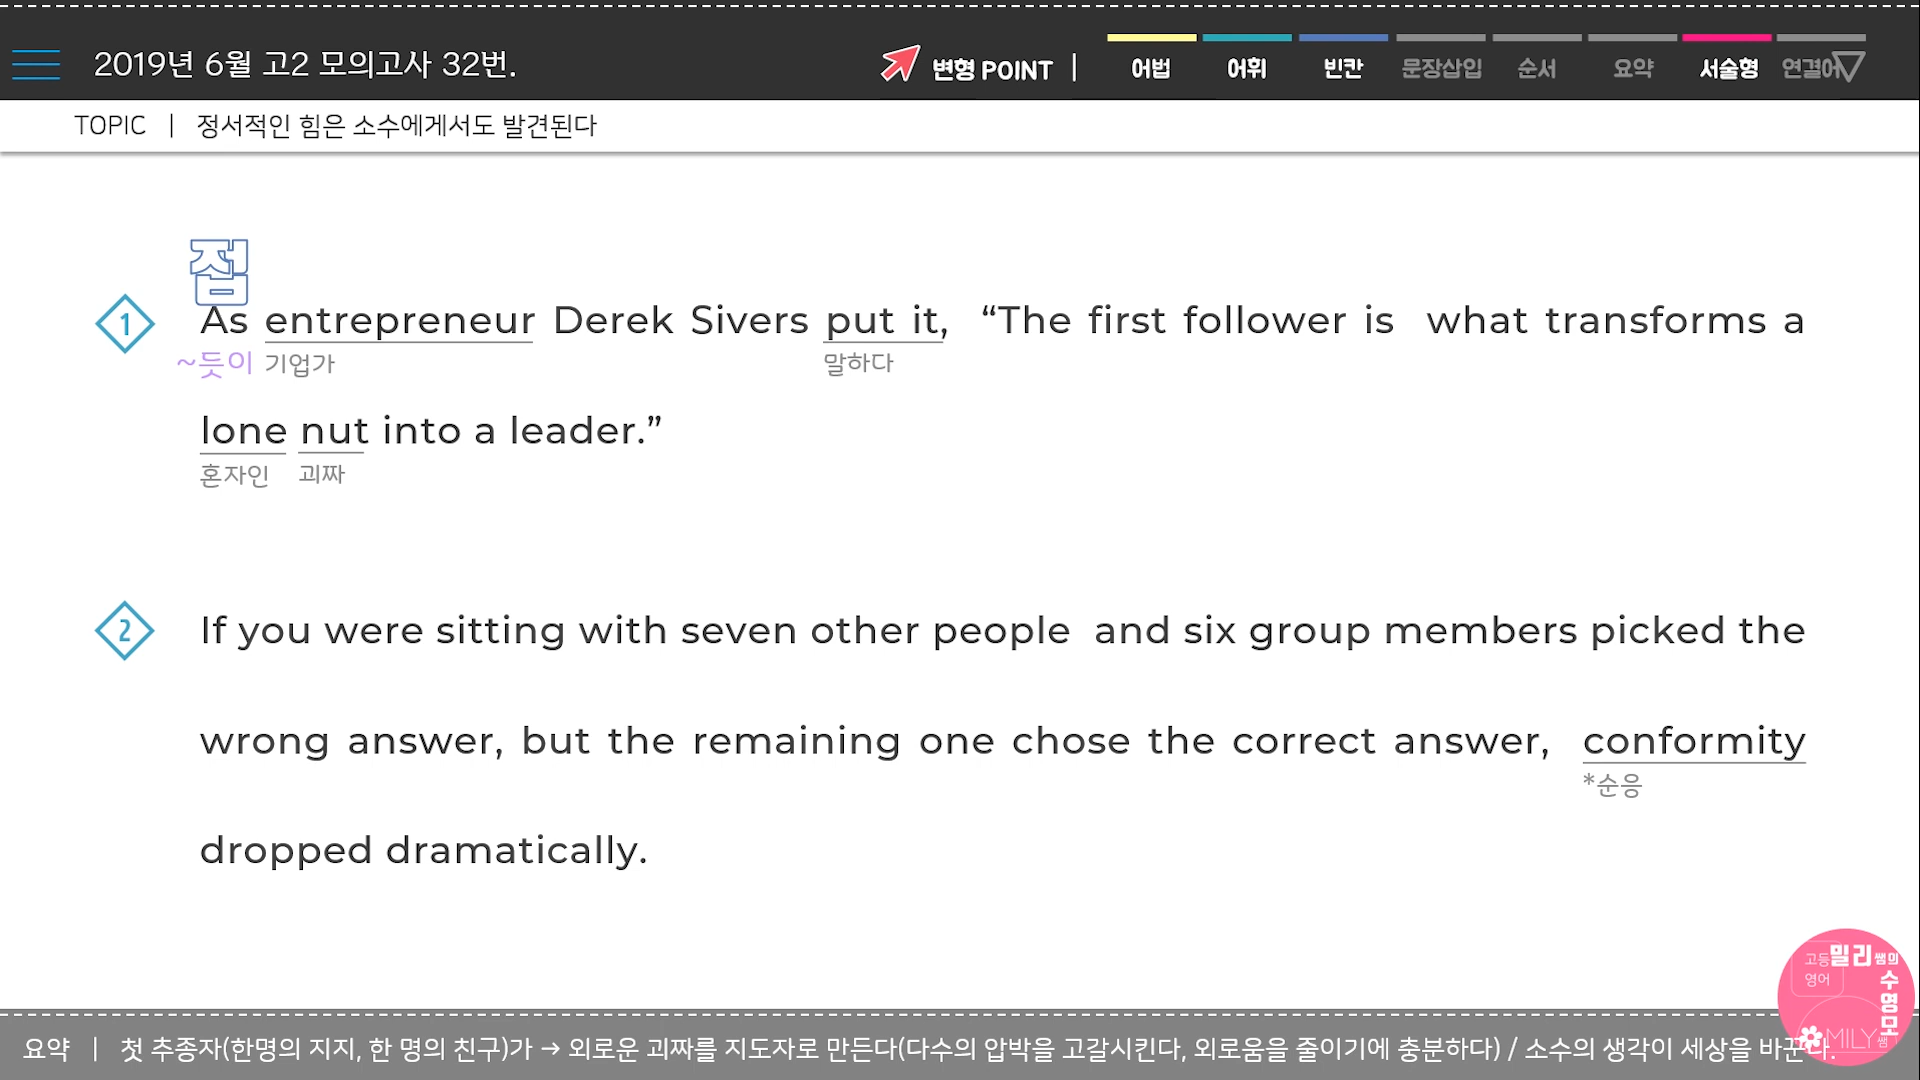 2019년 6월 고2 모의고사 32번.
변형 POINT | 어법 어휘 빈칸 문장삽입 순서 요약 서술형 연결어
TOPIC | 정서적인 힘은 소수에게서도 발견된다
접
1 As entrepreneur Derek Sivers put it, “The first follower is what transforms a
~듯이 기업가 말하다
lone nut into a leader.”
혼자인 괴짜
2 If you were sitting with seven other people and six group members picked the
wrong answer, but the remaining one chose the correct answer, conformity
*순응
dropped dramatically.
고등 영어 밀리쌤의 수영모
MILY쌤
요약 | 첫 추종자(한명의 지지, 한 명의 친구)가 → 외로운 괴짜를 지도자로 만든다(다수의 압박을 고갈시킨다, 외로움을 줄이기에 충분하다) / 소수의 생각이 세상을 바꾼다.